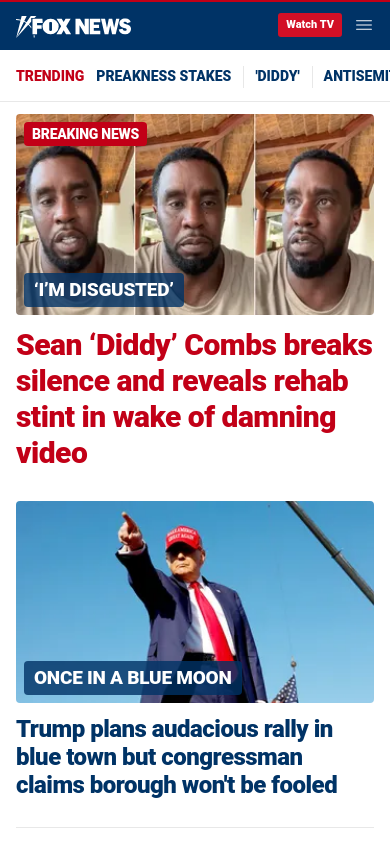 FOX NEWS
Watch TV
TRENDING PREAKNESS STAKES 'DIDDY' ANTISEMI
BREAKING NEWS
‘I’M DISGUSTED’
Sean ‘Diddy’ Combs breaks
silence and reveals rehab
stint in wake of damning
video
ONCE IN A BLUE MOON
Trump plans audacious rally in
blue town but congressman
claims borough won't be fooled